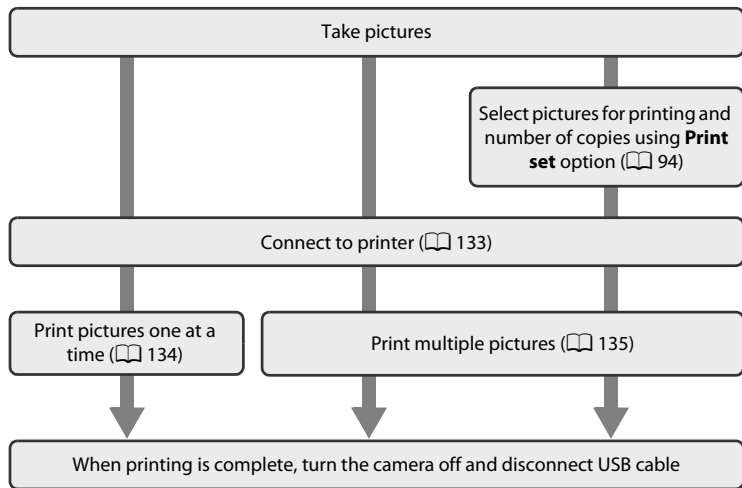 Take pictures
Select pictures for printing and
number of copies using Print
set option (📖 94)
Connect to printer (📖 133)
Print pictures one at a
time (📖 134)
Print multiple pictures (📖 135)
When printing is complete, turn the camera off and disconnect USB cable